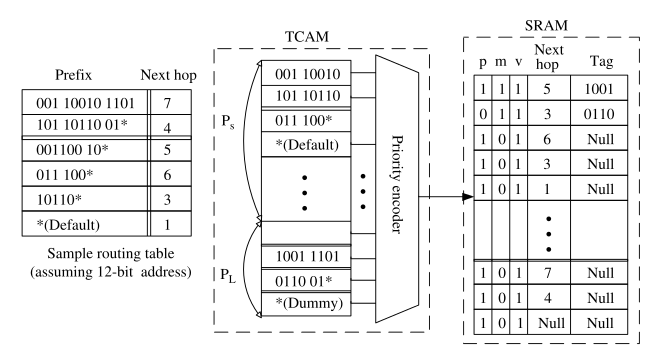 TCAM
SRAM
Prefix Next hop
001 10010 1101 7
101 10110 01* 4
001100 10* 5
011 100* 6
10110* 3
*(Default) 1
Sample routing table
(assuming 12-bit address)
Ps
PL
001 10010
101 10110
011 100*
*(Default)
1001 1101
0110 01*
*(Dummy)
Priority encoder
p m v Next hop Tag
1 1 1 5 1001
0 1 1 3 0110
1 0 1 6 Null
1 0 1 3 Null
1 0 1 1 Null
1 0 1 7 Null
1 0 1 4 Null
1 0 1 Null Null